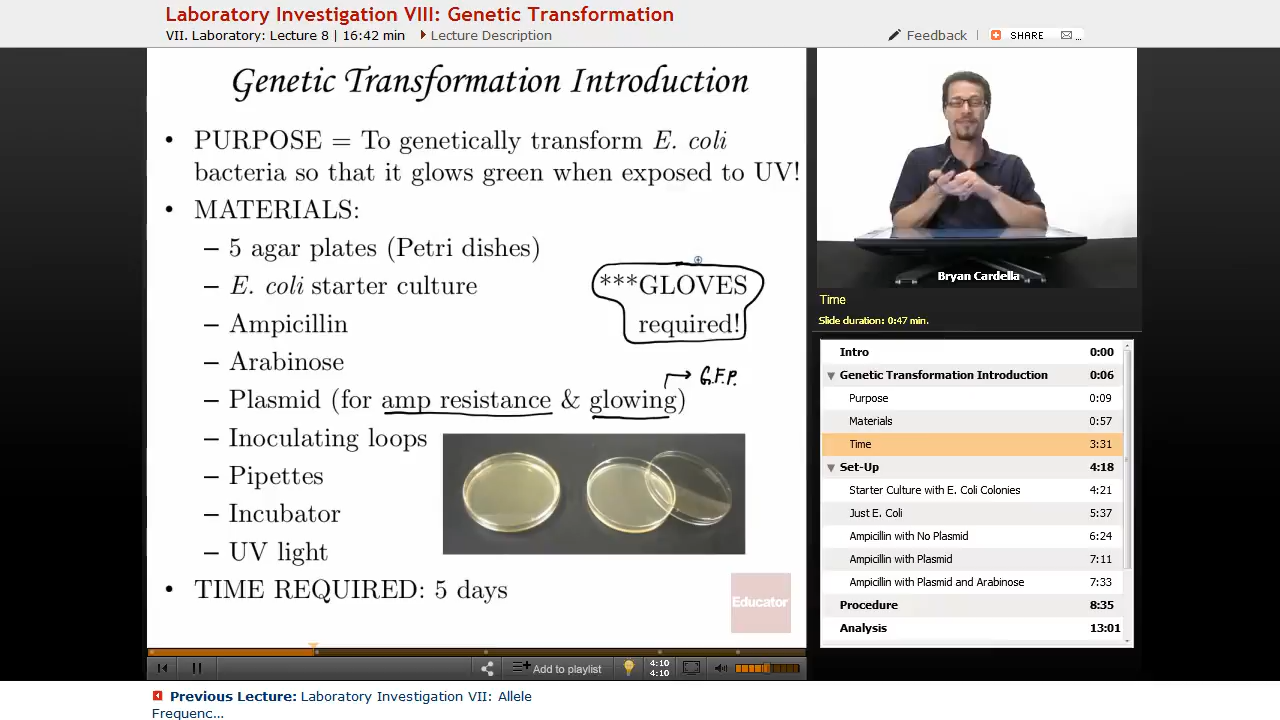 Laboratory Investigation VIII: Genetic Transformation
VII. Laboratory: Lecture 8 | 16:42 min
Lecture Description
Feedback
SHARE
...
Genetic Transformation Introduction
• PURPOSE = To genetically transform E. coli
bacteria so that it glows green when exposed to UV!
• MATERIALS:
– 5 agar plates (Petri dishes)
– E. coli starter culture
– Ampicillin
– Arabinose
– Plasmid (for amp resistance & glowing)
– Inoculating loops
– Pipettes
– Incubator
– UV light
• TIME REQUIRED: 5 days
***GLOVES
required!
G.F.P.
Educator
Bryan Cardella
Time
Slide duration: 0:47 min.
Intro 0:00
Genetic Transformation Introduction 0:06
Purpose 0:09
Materials 0:57
Time 3:31
Set-Up 4:18
Starter Culture with E. Coli Colonies 4:21
Just E. Coli 5:37
Ampicillin with No Plasmid 6:24
Ampicillin with Plasmid 7:11
Ampicillin with Plasmid and Arabinose 7:33
Procedure 8:35
Analysis 13:01
Add to playlist
4:10
4:10
Previous Lecture: Laboratory Investigation VII: Allele
Frequenc...